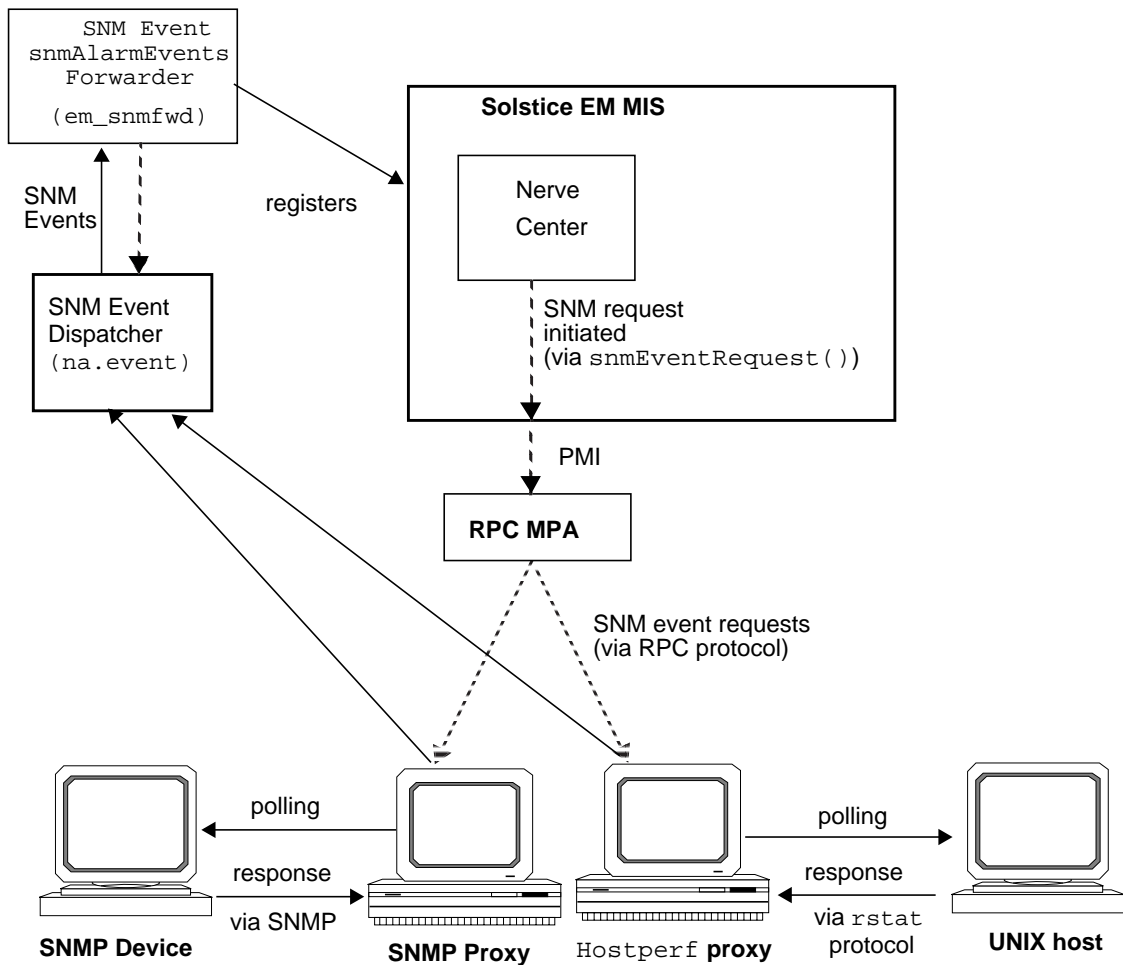 SNM Event
snmAlarmEvents
Forwarder
(em_snmfwd)
Solstice EM MIS
Nerve
Center
SNM
Events
registers
SNM Event
Dispatcher
(na.event)
SNM request
initiated
(via snmEventRequest())
PMI
RPC MPA
SNM event requests
(via RPC protocol)
polling
response
via SNMP
polling
response
via rstat
protocol
SNMP Device
SNMP Proxy
Hostperf proxy
UNIX host